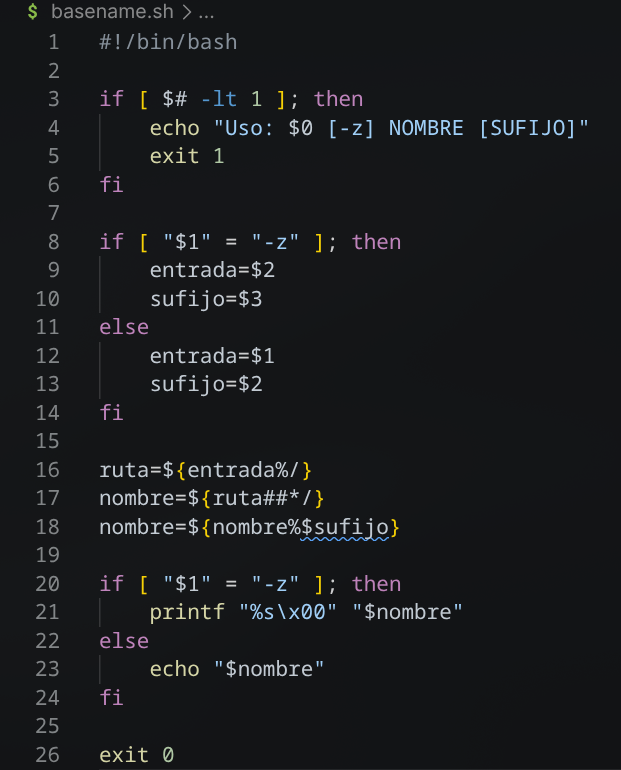 $ basename.sh > ...
1 #!/bin/bash
2
3 if [ $# -lt 1 ]; then
4     echo "Uso: $0 [-z] NOMBRE [SUFIJO]"
5     exit 1
6 fi
7
8 if [ "$1" = "-z" ]; then
9     entrada=$2
10     sufijo=$3
11 else
12     entrada=$1
13     sufijo=$2
14 fi
15
16 ruta=${entrada%/}
17 nombre=${ruta##*/}
18 nombre=${nombre%$sufijo}
19
20 if [ "$1" = "-z" ]; then
21     printf "%s\x00" "$nombre"
22 else
23     echo "$nombre"
24 fi
25
26 exit 0